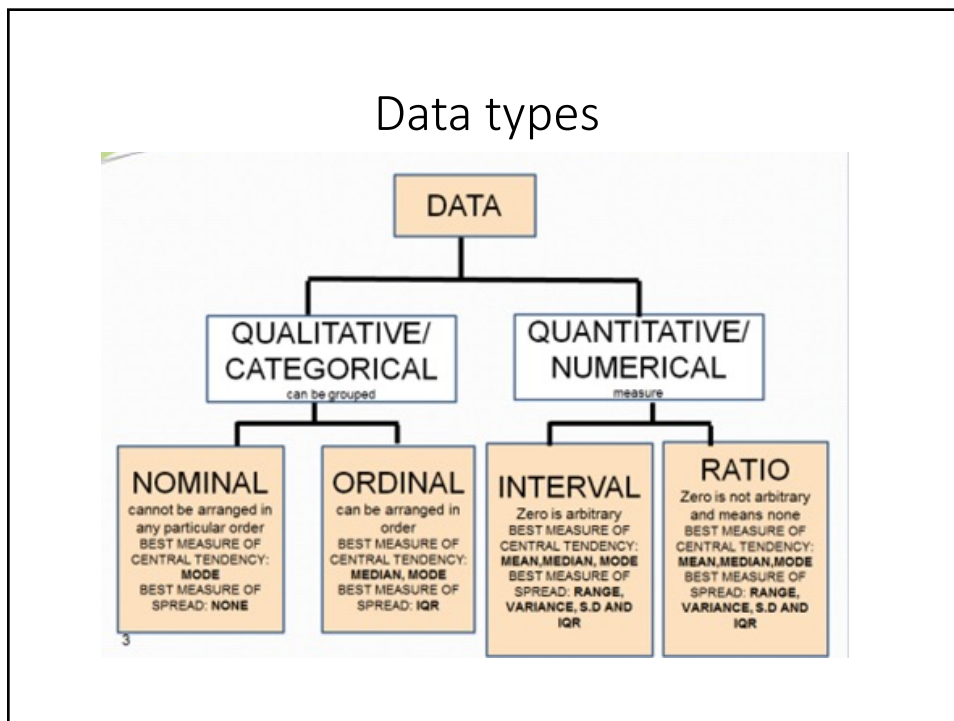 Data types
DATA
QUALITATIVE/
CATEGORICAL
can be grouped
QUANTITATIVE/
NUMERICAL
measure
NOMINAL
cannot be arranged in
any particular order
BEST MEASURE OF
CENTRAL TENDENCY:
MODE
BEST MEASURE OF
SPREAD: NONE
ORDINAL
can be arranged in
order
BEST MEASURE OF
CENTRAL TENDENCY:
MEDIAN, MODE
BEST MEASURE OF
SPREAD: IQR
INTERVAL
Zero is arbitrary
BEST MEASURE OF
CENTRAL TENDENCY:
MEAN,MEDIAN, MODE
BEST MEASURE OF
SPREAD: RANGE,
VARIANCE, S.D AND
IQR
RATIO
Zero is not arbitrary
and means none
BEST MEASURE OF
CENTRAL TENDENCY:
MEAN,MEDIAN,MODE
BEST MEASURE OF
SPREAD: RANGE,
VARIANCE, S.D AND
IQR
3